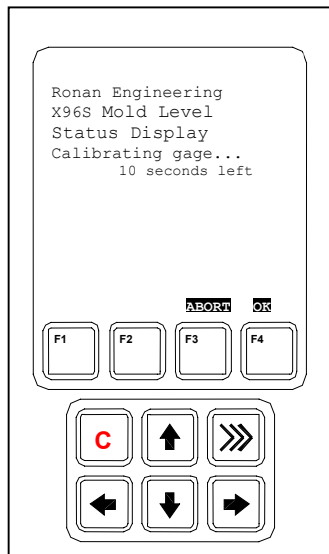 Ronan Engineering
X96S Mold Level
Status Display
Calibrating gage...
10 seconds left
ABORT OK
F1 F2 F3 F4
C